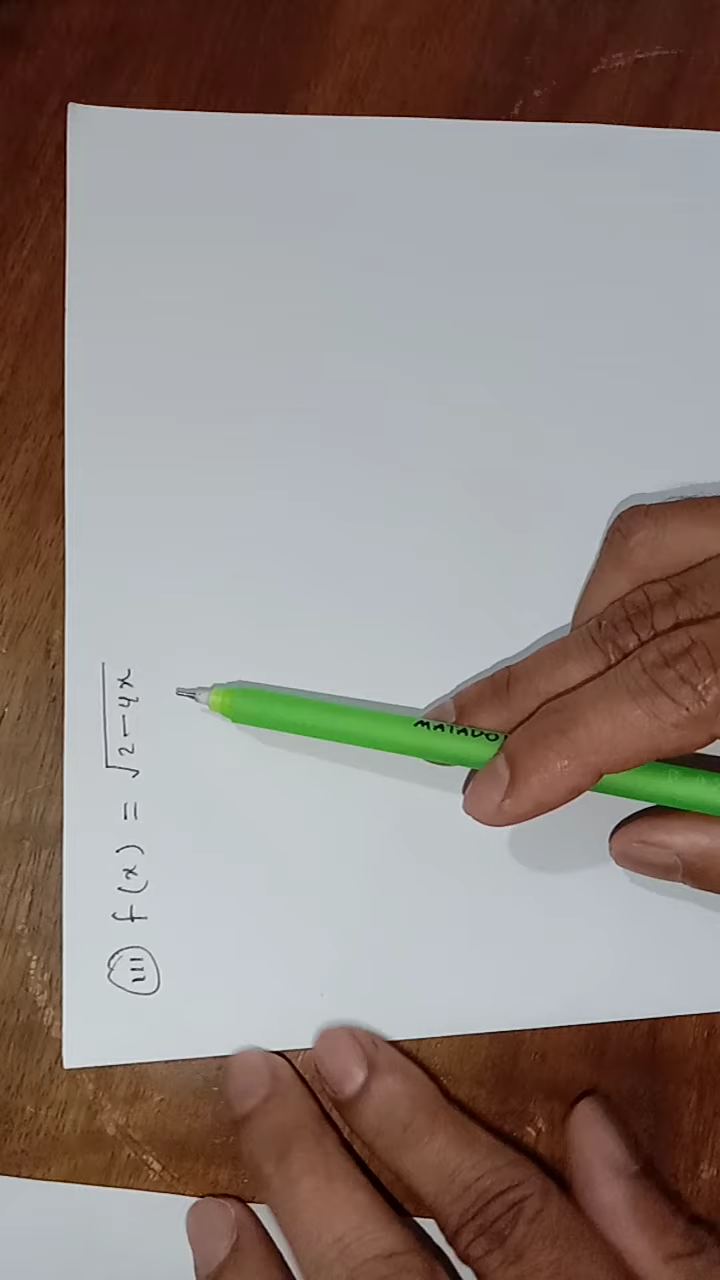 (iii) f(x) = √2-4x
MATADO